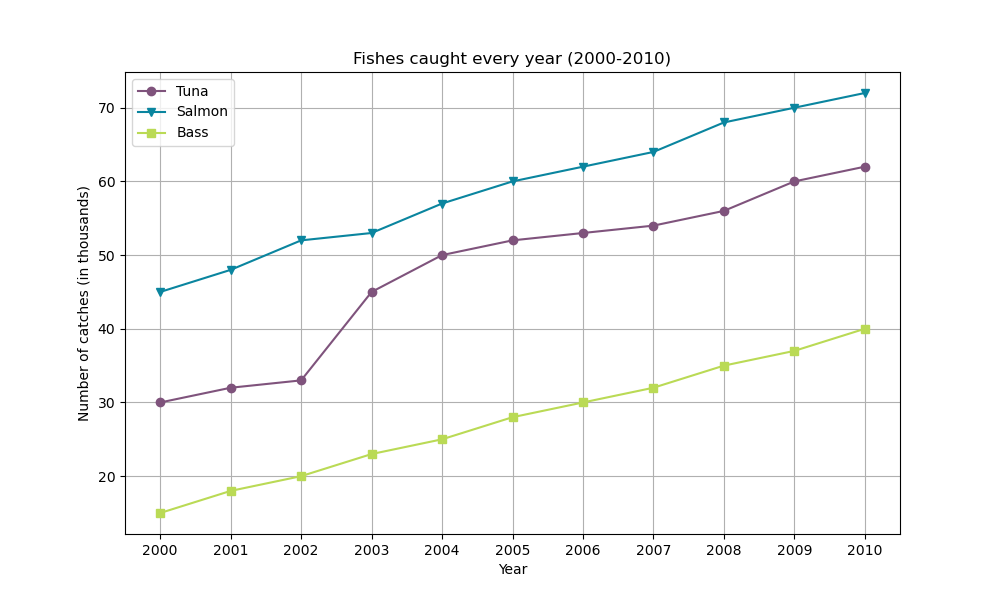 Fishes caught every year (2000-2010)
Tuna
Salmon
Bass
Number of catches (in thousands)
70
60
50
40
30
20
2000 2001 2002 2003 2004 2005 2006 2007 2008 2009 2010
Year